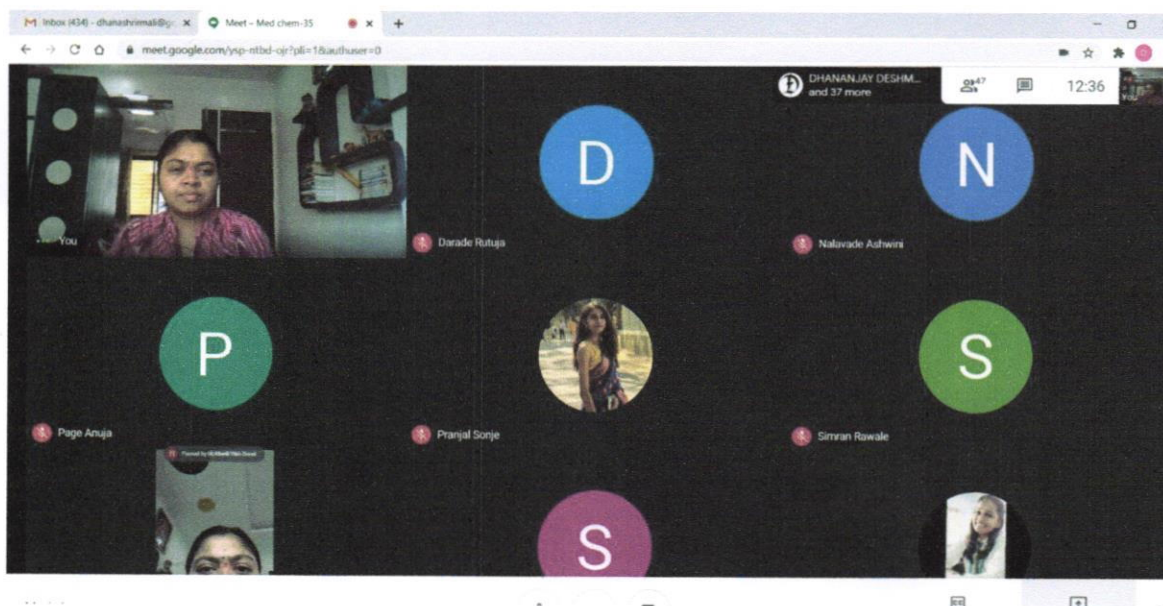 Inbox (434) - dhanashrimali@g
Meet - Med chem-35
meet.google.com/ysp-ntbd-ojr?pli=1&authuser=0
DHANANJAY DESHM...
and 37 more
47
12:36
You
You
D
Darade Rutuja
N
Nalavade Ashwini
P
Page Anuja
Pranjal Sonje
S
Simran Rawale
S